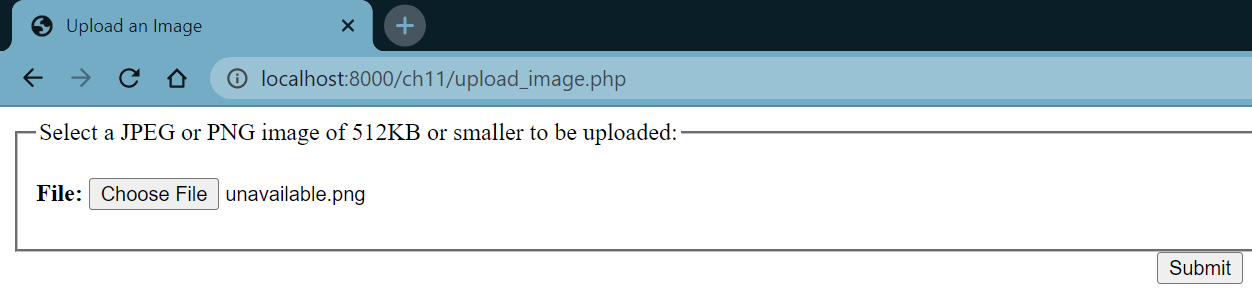 Upload an Image
localhost:8000/ch11/upload_image.php
Select a JPEG or PNG image of 512KB or smaller to be uploaded:
File: Choose File unavailable.png
Submit